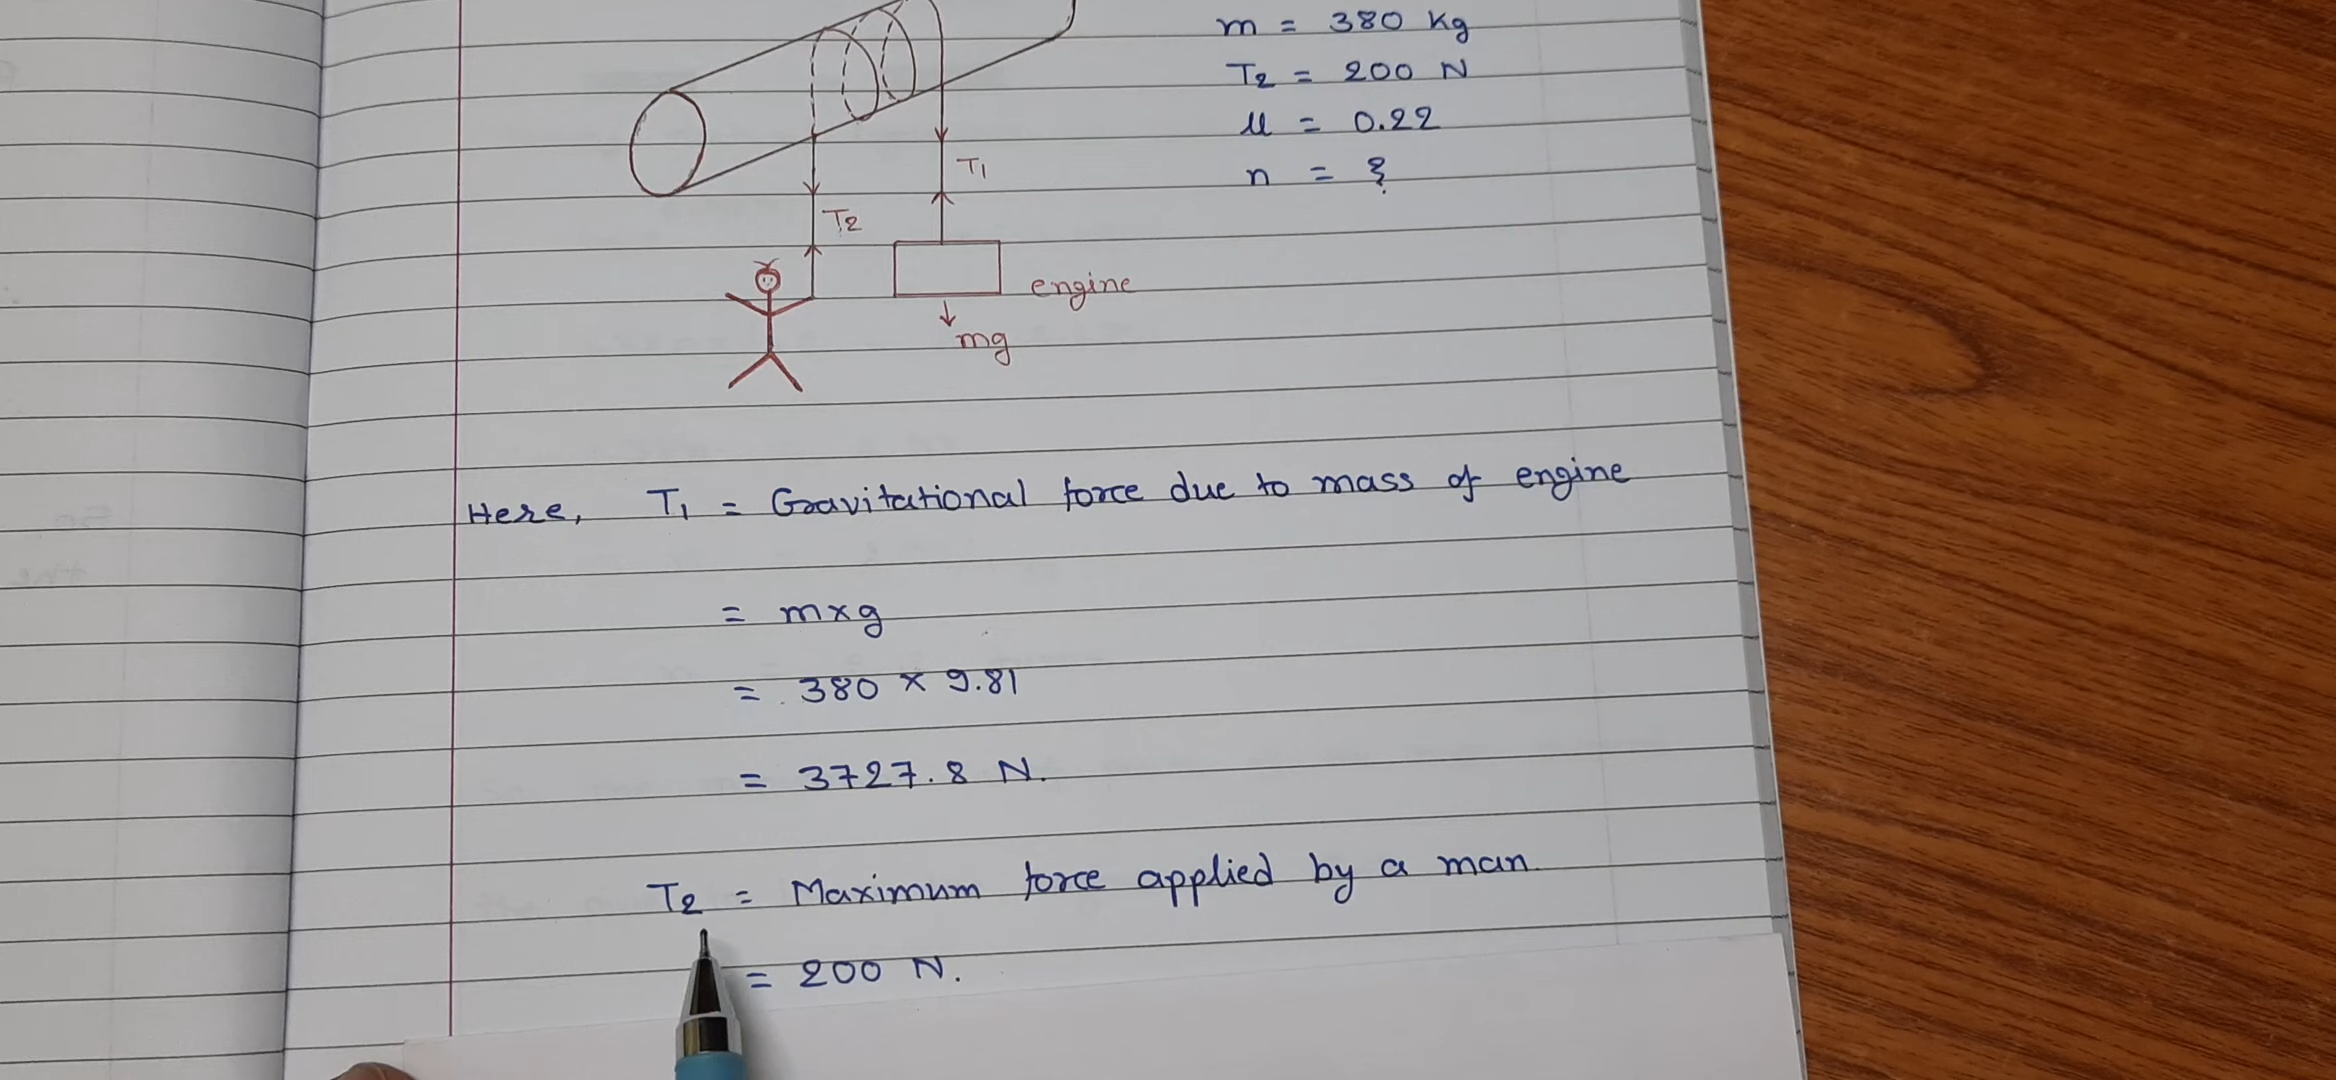 m = 380 Kg
T2 = 200 N
μ = 0.22
n = ?
T1
T2
engine
mg
Here, T1 = Gravitational force due to mass of engine
= m×g
= 380 × 9.81
= 3727.8 N.
T2 = Maximum force applied by a man
= 200 N.